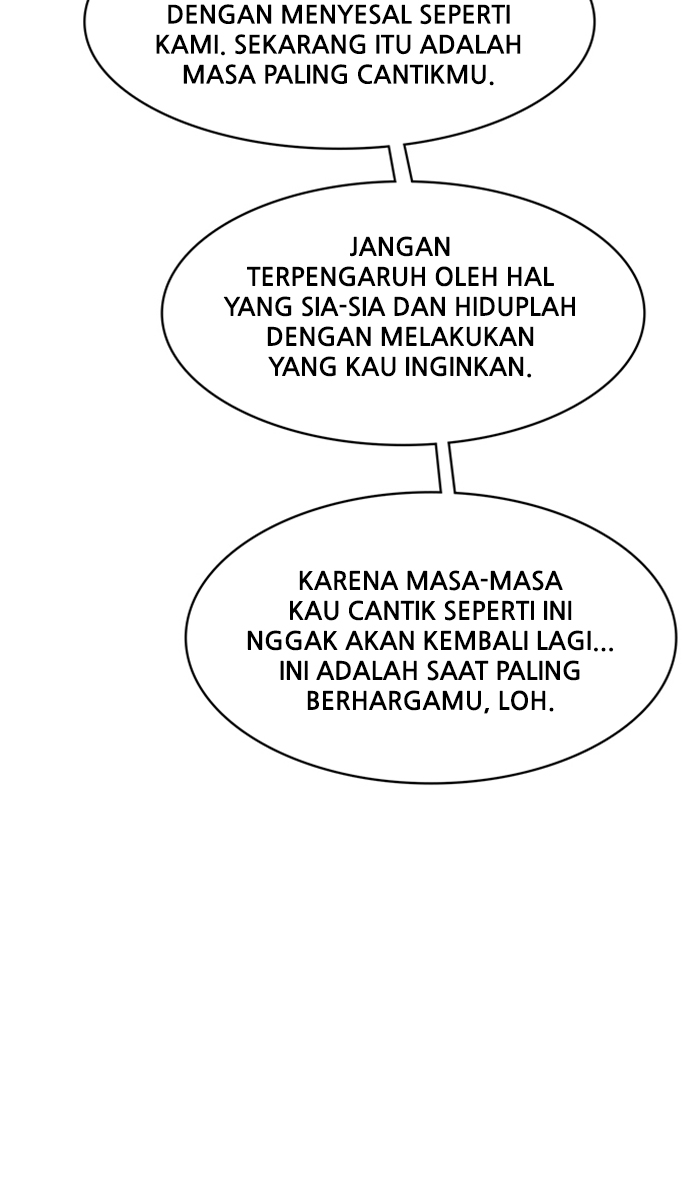 DENGAN MENYESAL SEPERTI
KAMI. SEKARANG ITU ADALAH
MASA PALING CANTIKMU.
JANGAN
TERPENGARUH OLEH HAL
YANG SIA-SIA DAN HIDUPLAH
DENGAN MELAKUKAN
YANG KAU INGINKAN.
KARENA MASA-MASA
KAU CANTIK SEPERTI INI
NGGAK AKAN KEMBALI LAGI...
INI ADALAH SAAT PALING
BERHARGAMU, LOH.